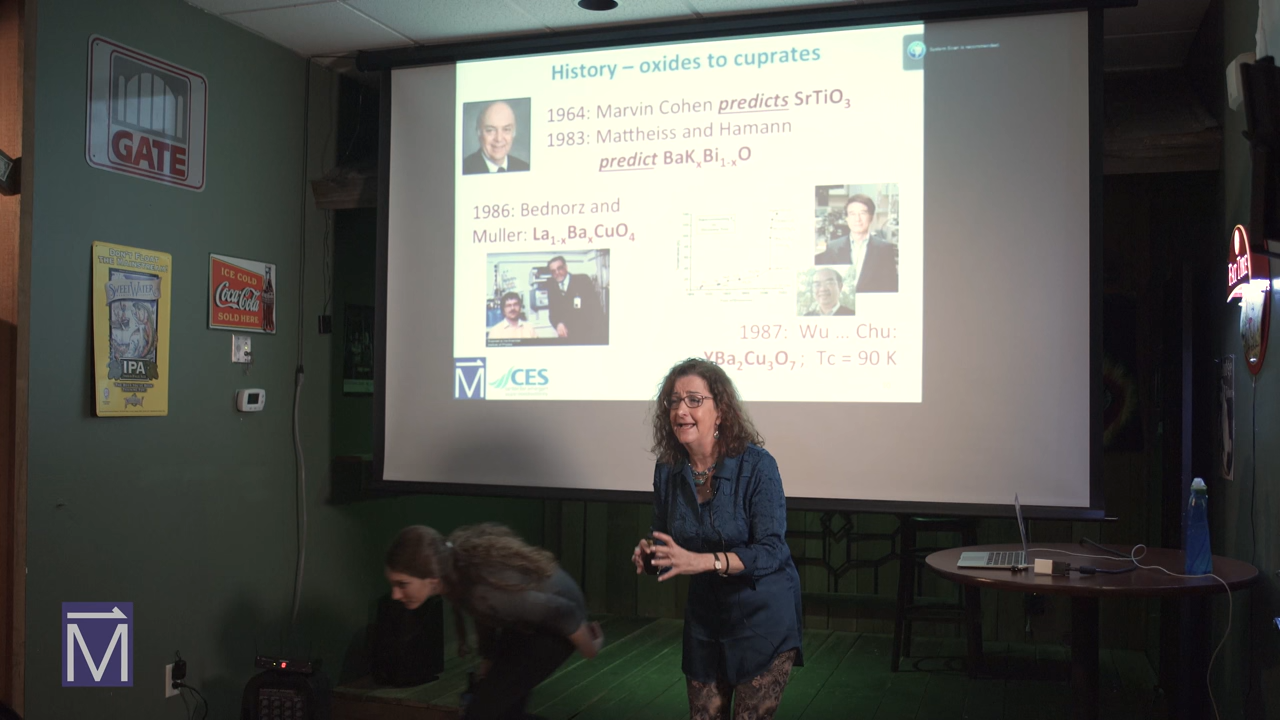 History – oxides to cuprates
1964: Marvin Cohen predicts SrTiO₃
1983: Mattheiss and Hamann
predict BaKₓBi₁₋ₓO
1986: Bednorz and
Muller: La₁₋ₓBaₓCuO₄
1987: Wu ... Chu:
YBa₂Cu₃O₇ ; Tc = 90 K
M
CES
GATE
SWEETWATER
IPA
ICE COLD
Coca-Cola
SOLD HERE
M